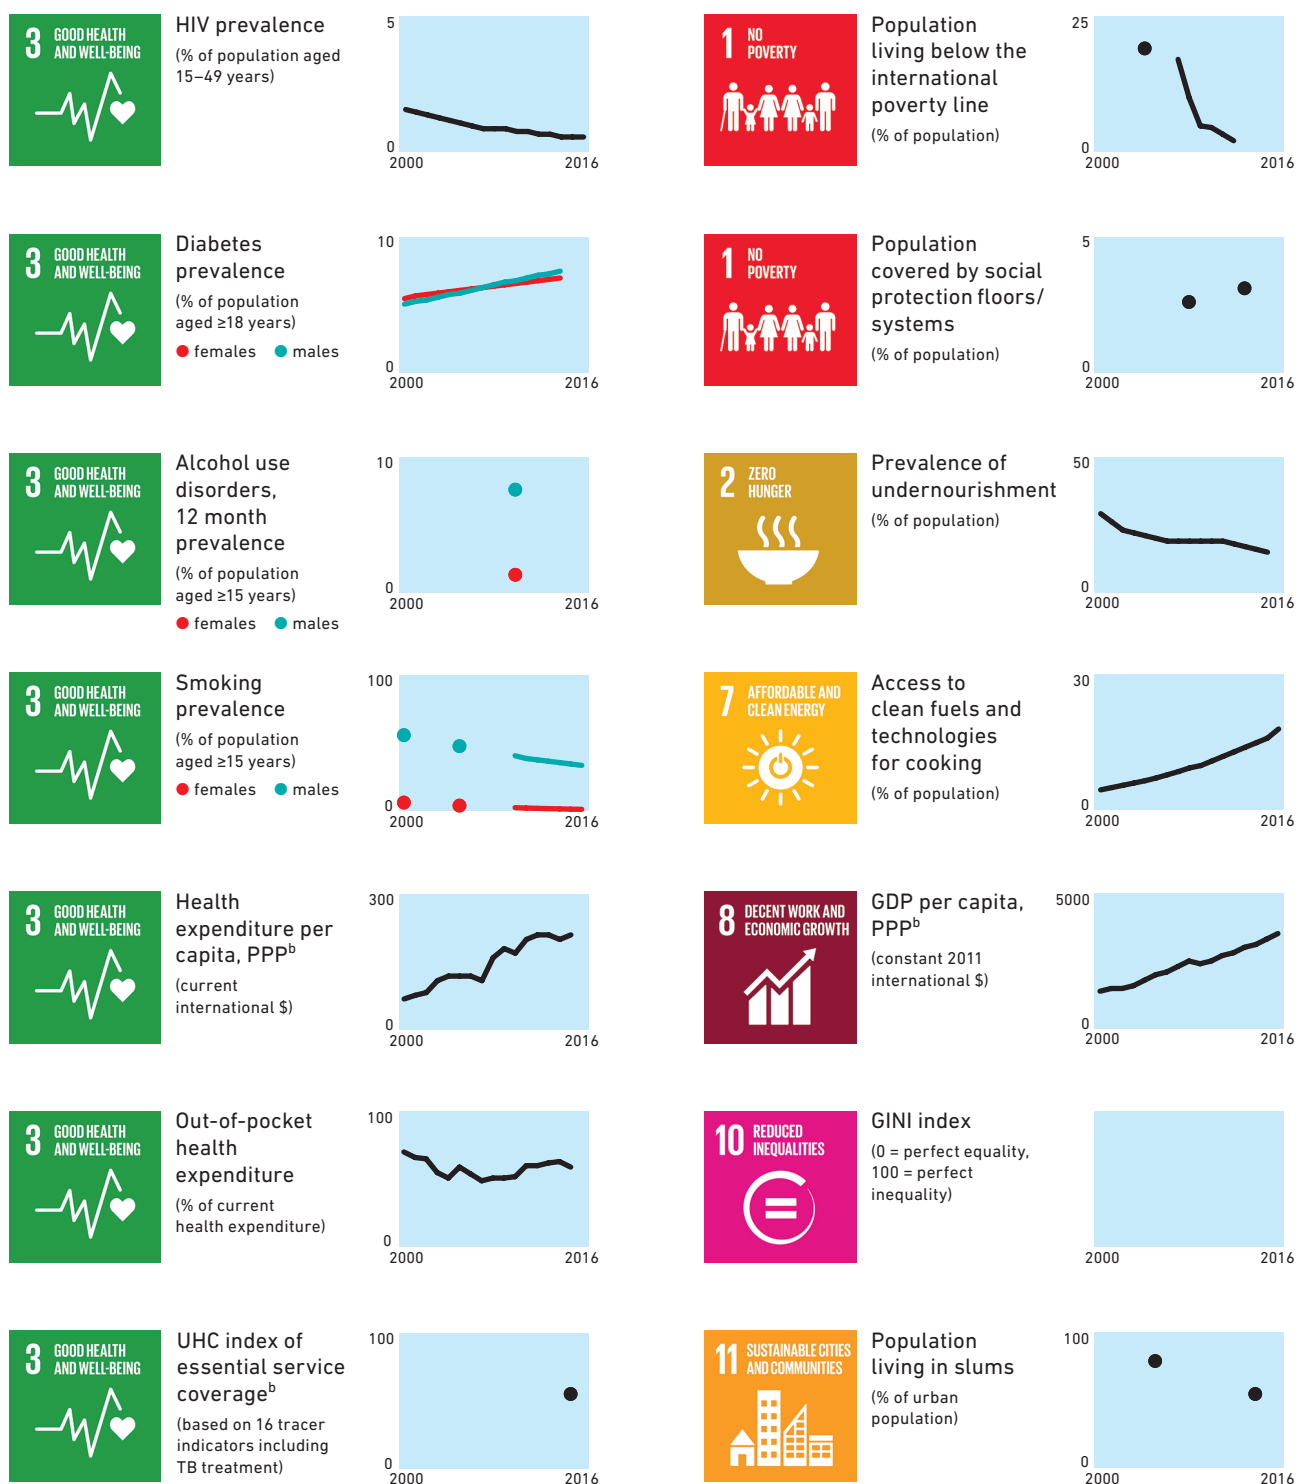 3 GOOD HEALTH
AND WELL-BEING
HIV prevalence
(% of population aged
15–49 years)
5
0
2000
2016
3 GOOD HEALTH
AND WELL-BEING
Diabetes
prevalence
(% of population
aged ≥18 years)
females males
10
0
2000
2016
3 GOOD HEALTH
AND WELL-BEING
Alcohol use
disorders,
12 month
prevalence
(% of population
aged ≥15 years)
females males
10
0
2000
2016
3 GOOD HEALTH
AND WELL-BEING
Smoking
prevalence
(% of population
aged ≥15 years)
females males
100
0
2000
2016
3 GOOD HEALTH
AND WELL-BEING
Health
expenditure per
capita, PPPb
(current
international $)
300
0
2000
2016
3 GOOD HEALTH
AND WELL-BEING
Out-of-pocket
health
expenditure
(% of current
health expenditure)
100
0
2000
2016
3 GOOD HEALTH
AND WELL-BEING
UHC index of
essential service
coverageb
(based on 16 tracer
indicators including
TB treatment)
100
0
2000
2016
1 NO
POVERTY
Population
living below the
international
poverty line
(% of population)
25
0
2000
2016
1 NO
POVERTY
Population
covered by social
protection floors/
systems
(% of population)
5
0
2000
2016
2 ZERO
HUNGER
Prevalence of
undernourishment
(% of population)
50
0
2000
2016
7 AFFORDABLE AND
CLEAN ENERGY
Access to
clean fuels and
technologies
for cooking
(% of population)
30
0
2000
2016
8 DECENT WORK AND
ECONOMIC GROWTH
GDP per capita,
PPPb
(constant 2011
international $)
5000
0
2000
2016
10 REDUCED
INEQUALITIES
GINI index
(0 = perfect equality,
100 = perfect
inequality)
2000
2016
11 SUSTAINABLE CITIES
AND COMMUNITIES
Population
living in slums
(% of urban
population)
100
0
2000
2016